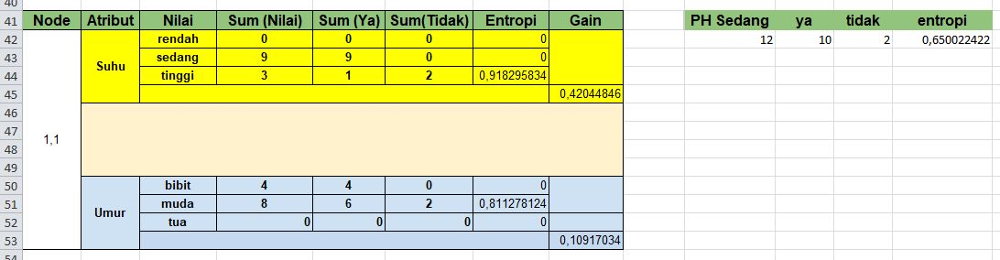 40
41 Node Atribut Nilai Sum (Nilai) Sum (Ya) Sum(Tidak) Entropi Gain PH Sedang ya tidak entropi
42 rendah 0 0 0 0 12 10 2 0,650022422
43 sedang 9 9 0 0
Suhu
44 tinggi 3 1 2 0,918295834
45 0,42044846
46
47
1,1
48
49
50 bibit 4 4 0 0
51 muda 8 6 2 0,811278124
Umur
52 tua 0 0 0 0
53 0,10917034
54